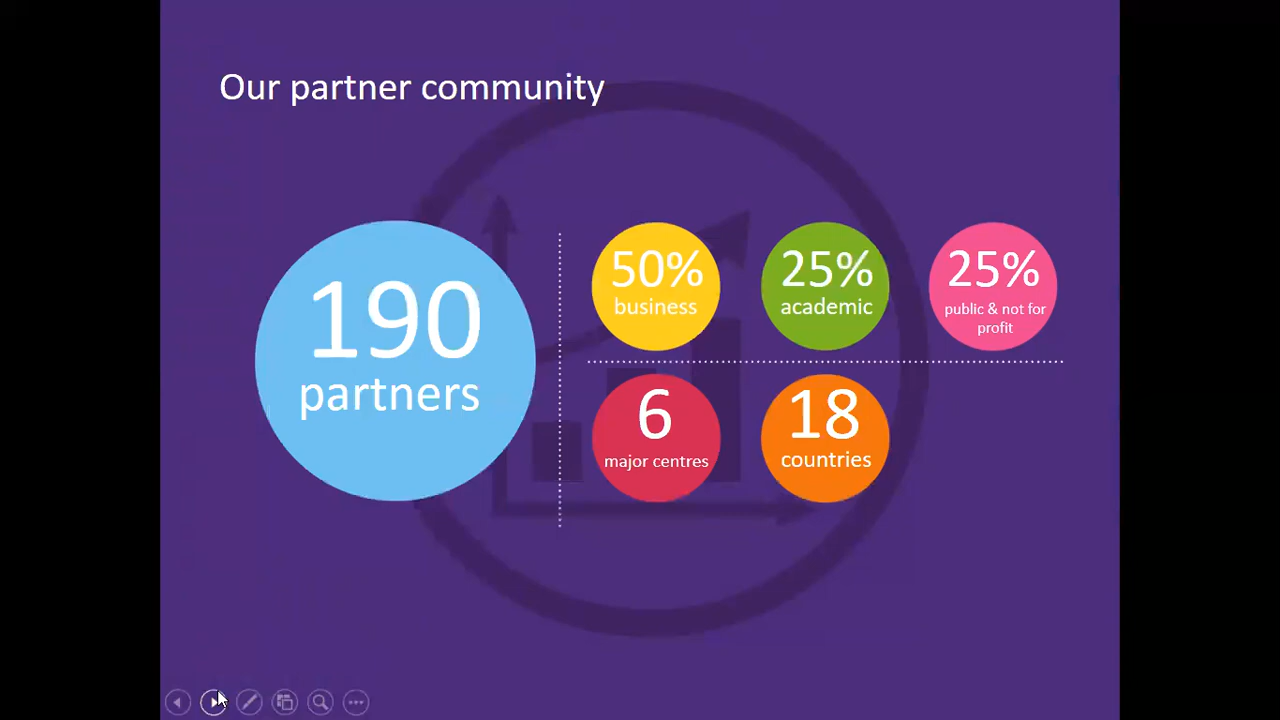 Our partner community
190
partners
50%
business
25%
academic
25%
public & not for
profit
6
major centres
18
countries